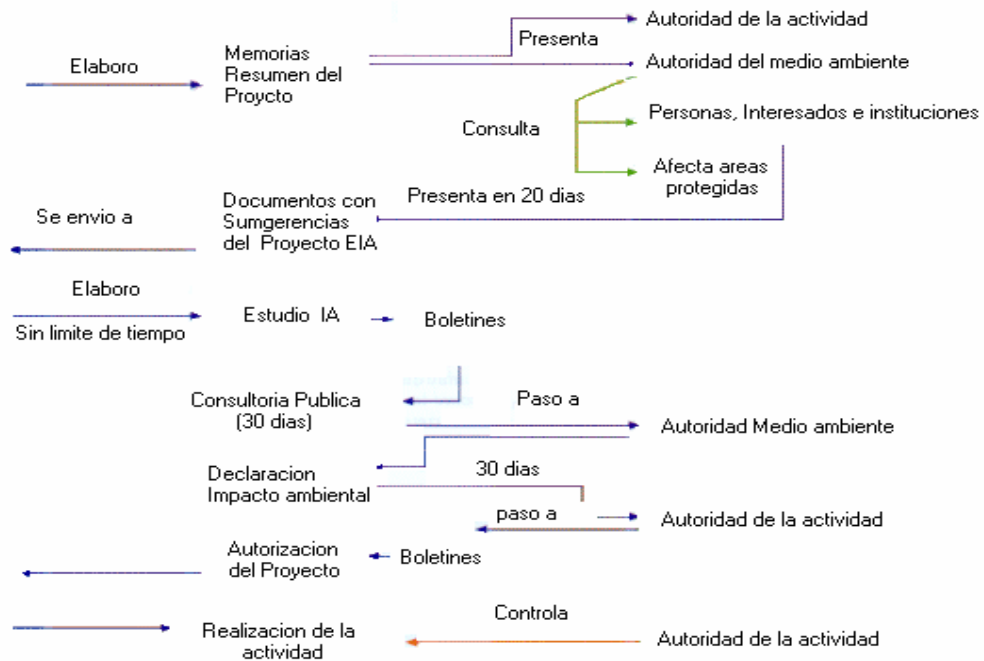 Autoridad de la actividad
Presenta
Elaboro
Memorias
Resumen del
Proycto
Autoridad del medio ambiente
Personas, Interesados e instituciones
Consulta
Afecta areas
protegidas
Presenta en 20 dias
Se envio a
Documentos con
Sumgerencias
del Proyecto EIA
Elaboro
Sin limite de tiempo
Estudio IA
Boletines
Consultoria Publica
(30 dias)
Paso a
Autoridad Medio ambiente
Declaracion
Impacto ambiental
30 dias
paso a
Autoridad de la actividad
Autorizacion
del Proyecto
Boletines
Realizacion de la
actividad
Controla
Autoridad de la actividad